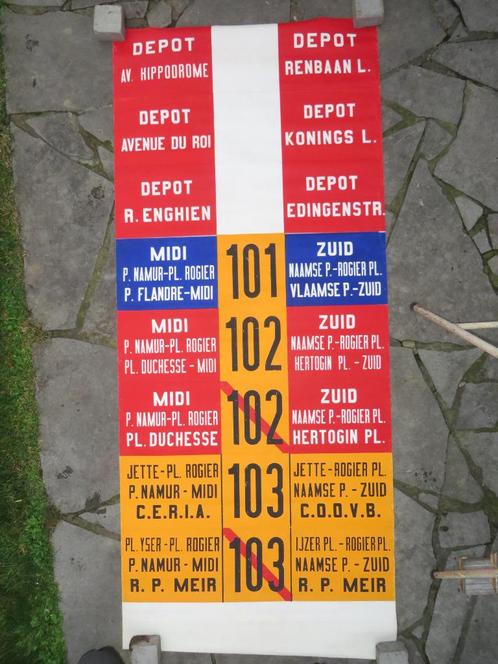 DEPOT
AV. HIPPODROME
DEPOT
RENBAAN L.
DEPOT
AVENUE DU ROI
DEPOT
KONINGS L.
DEPOT
R. ENGHIEN
DEPOT
EDINGENSTR.
MIDI
P. NAMUR-PL. ROGIER
P. FLANDRE-MIDI
101
ZUID
NAAMSE P.-ROGIER PL.
VLAAMSE P.-ZUID
MIDI
P. NAMUR-PL. ROGIER
PL. DUCHESSE - MIDI
102
ZUID
NAAMSE P.-ROGIER PL.
HERTOGIN PL. - ZUID
MIDI
P. NAMUR-PL. ROGIER
PL. DUCHESSE
102
ZUID
NAAMSE P.-ROGIER PL.
HERTOGIN PL.
JETTE-PL. ROGIER
P. NAMUR - MIDI
C.E.R.I.A.
103
JETTE-ROGIER PL.
NAAMSE P. - ZUID
C.O.O.V.B.
PL. YSER-PL. ROGIER
P. NAMUR - MIDI
R. P. MEIR
103
IJZER PL.-ROGIER PL.
NAAMSE P. - ZUID
R. P. MEIR